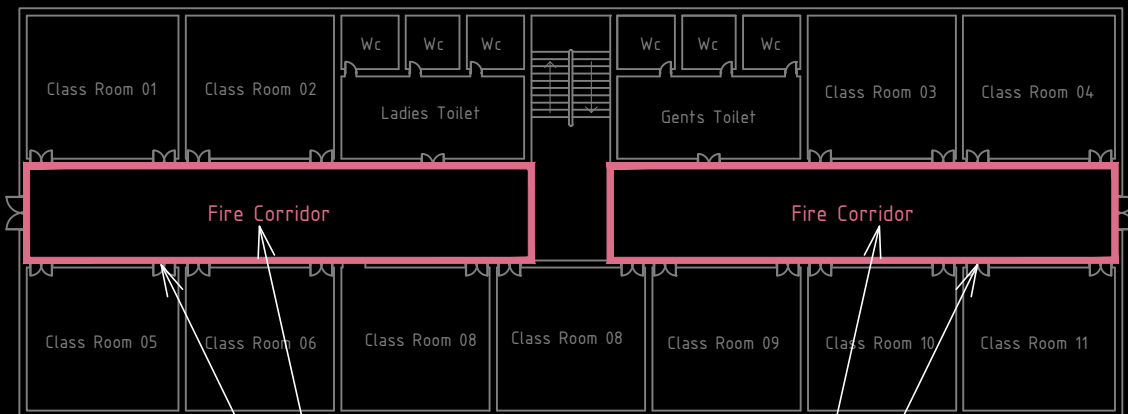 Wc Wc Wc Wc Wc Wc
Class Room 01 Class Room 02 Class Room 03 Class Room 04
Ladies Toilet Gents Toilet
Fire Corridor Fire Corridor
Class Room 05 Class Room 06 Class Room 08 Class Room 08 Class Room 09 Class Room 10 Class Room 11